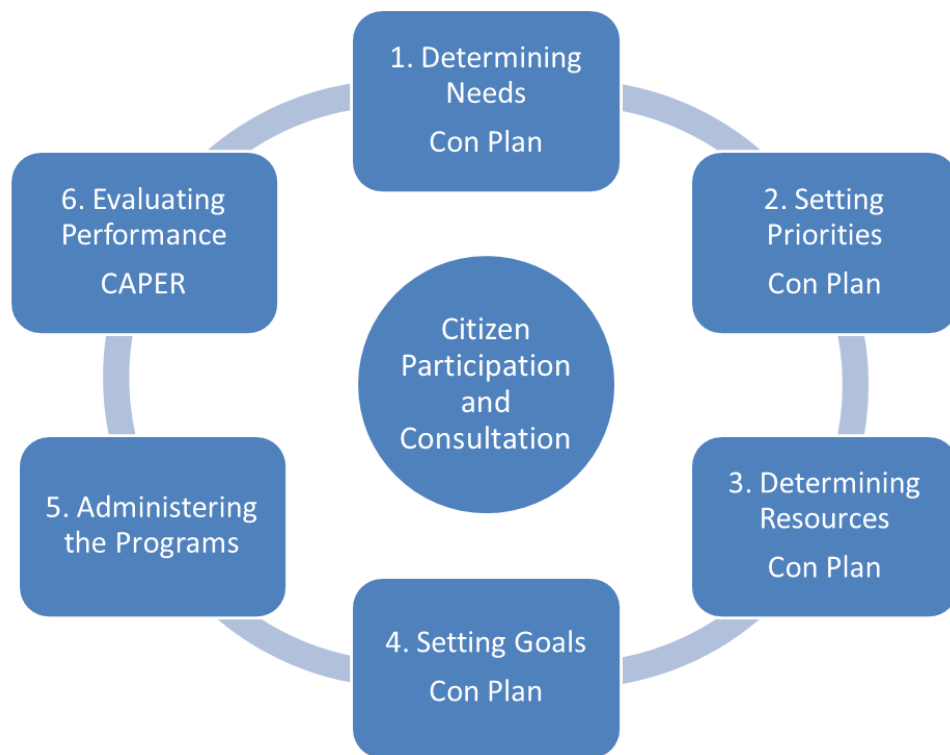 1. Determining
Needs
Con Plan
2. Setting
Priorities
Con Plan
3. Determining
Resources
Con Plan
4. Setting Goals
Con Plan
5. Administering
the Programs
6. Evaluating
Performance
CAPER
Citizen
Participation
and
Consultation